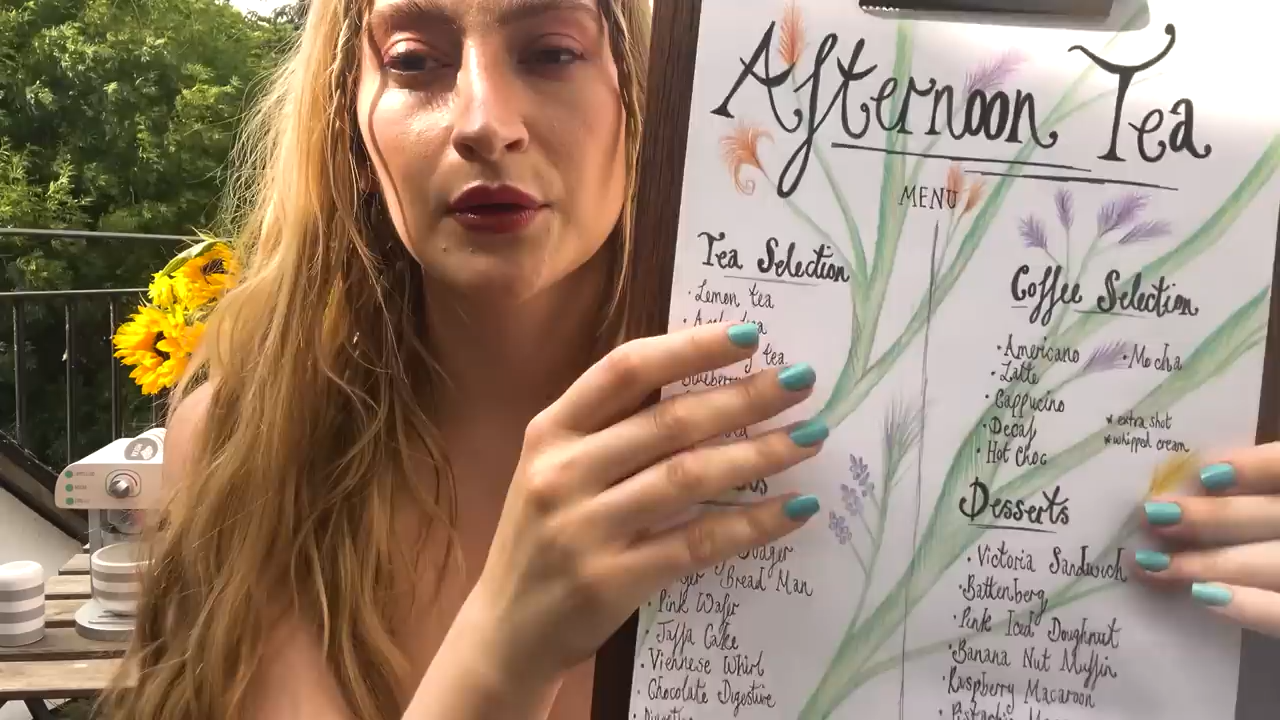 Afternoon Tea
MENU
Tea Selection
· Lemon tea
tea
tea
Coffee Selection
· Americano
· Mocha
· Latte
· Cappucino
· Decaf
· Hot Choc
* extra shot
* whipped cream
Desserts
· Victoria Sandwich
· Battenberg
· Pink Iced Doughnut
· Banana Nut Muffin
· Raspberry Macaroon
Bread Man
· Pink Wafer
· Jaffa Cake
· Viennese Whirl
· Chocolate Digestive